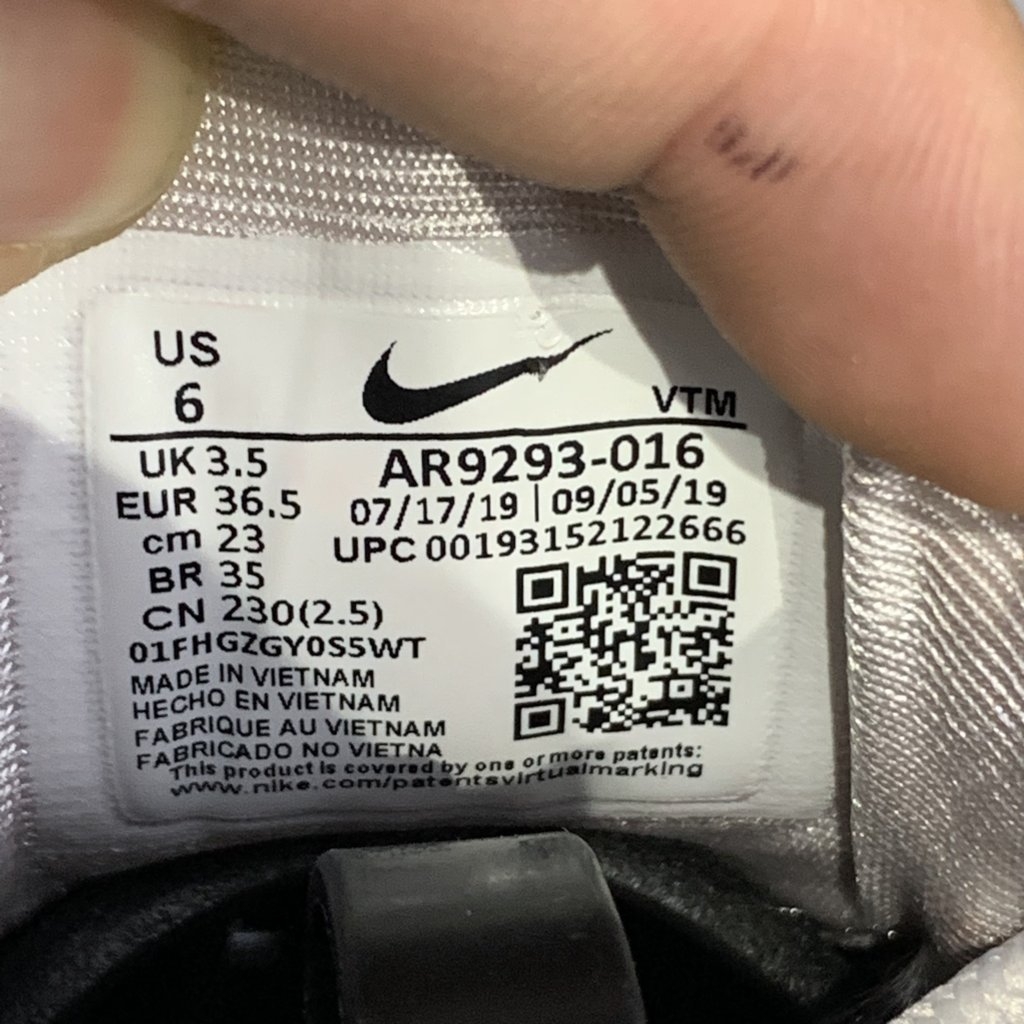 US
6
VTM
UK 3.5
AR9293-016
EUR 36.5
07/17/19 | 09/05/19
cm 23
UPC 00193152122666
BR 35
CN 230(2.5)
01FHGZGY0S5WT
MADE IN VIETNAM
HECHO EN VIETNAM
FABRIQUE AU VIETNAM
FABRICADO NO VIETNA
This product is covered by one or more patents:
www.nike.com/patentsvirtualmarking